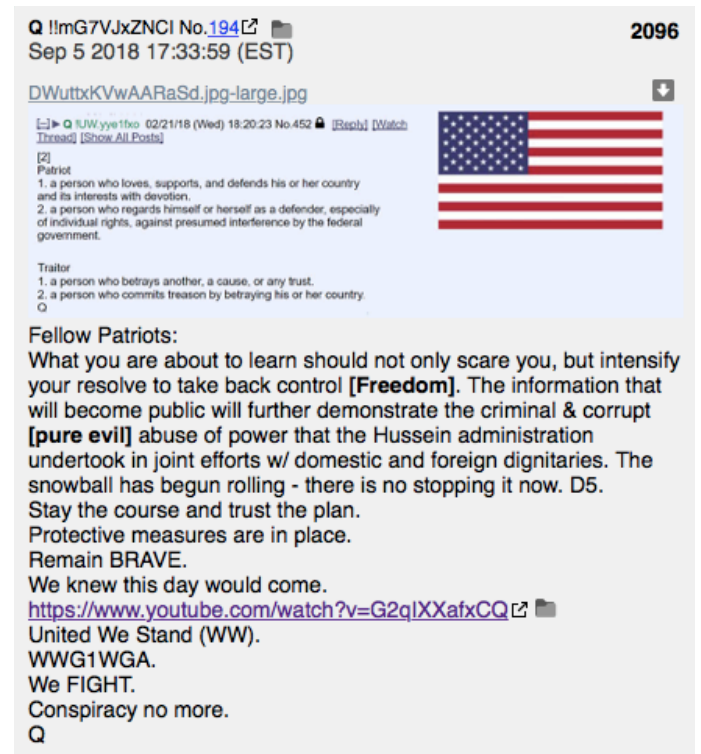 Q !!mG7VJxZNCI No.194
2096
Sep 5 2018 17:33:59 (EST)
DWuttxKVwAARaSd.jpg-large.jpg
[–]► Q !UW.yye1fxo 02/21/18 (Wed) 18:20:23 No.452 [Reply] [Watch
Thread] [Show All Posts]
[2]
Patriot
1. a person who loves, supports, and defends his or her country
and its interests with devotion.
2. a person who regards himself or herself as a defender, especially
of individual rights, against presumed interference by the federal
government.
Traitor
1. a person who betrays another, a cause, or any trust.
2. a person who commits treason by betraying his or her country.
Q
Fellow Patriots:
What you are about to learn should not only scare you, but intensify
your resolve to take back control [Freedom]. The information that
will become public will further demonstrate the criminal & corrupt
[pure evil] abuse of power that the Hussein administration
undertook in joint efforts w/ domestic and foreign dignitaries. The
snowball has begun rolling - there is no stopping it now. D5.
Stay the course and trust the plan.
Protective measures are in place.
Remain BRAVE.
We knew this day would come.
https://www.youtube.com/watch?v=G2qIXXafxCQ
United We Stand (WW).
WWG1WGA.
We FIGHT.
Conspiracy no more.
Q